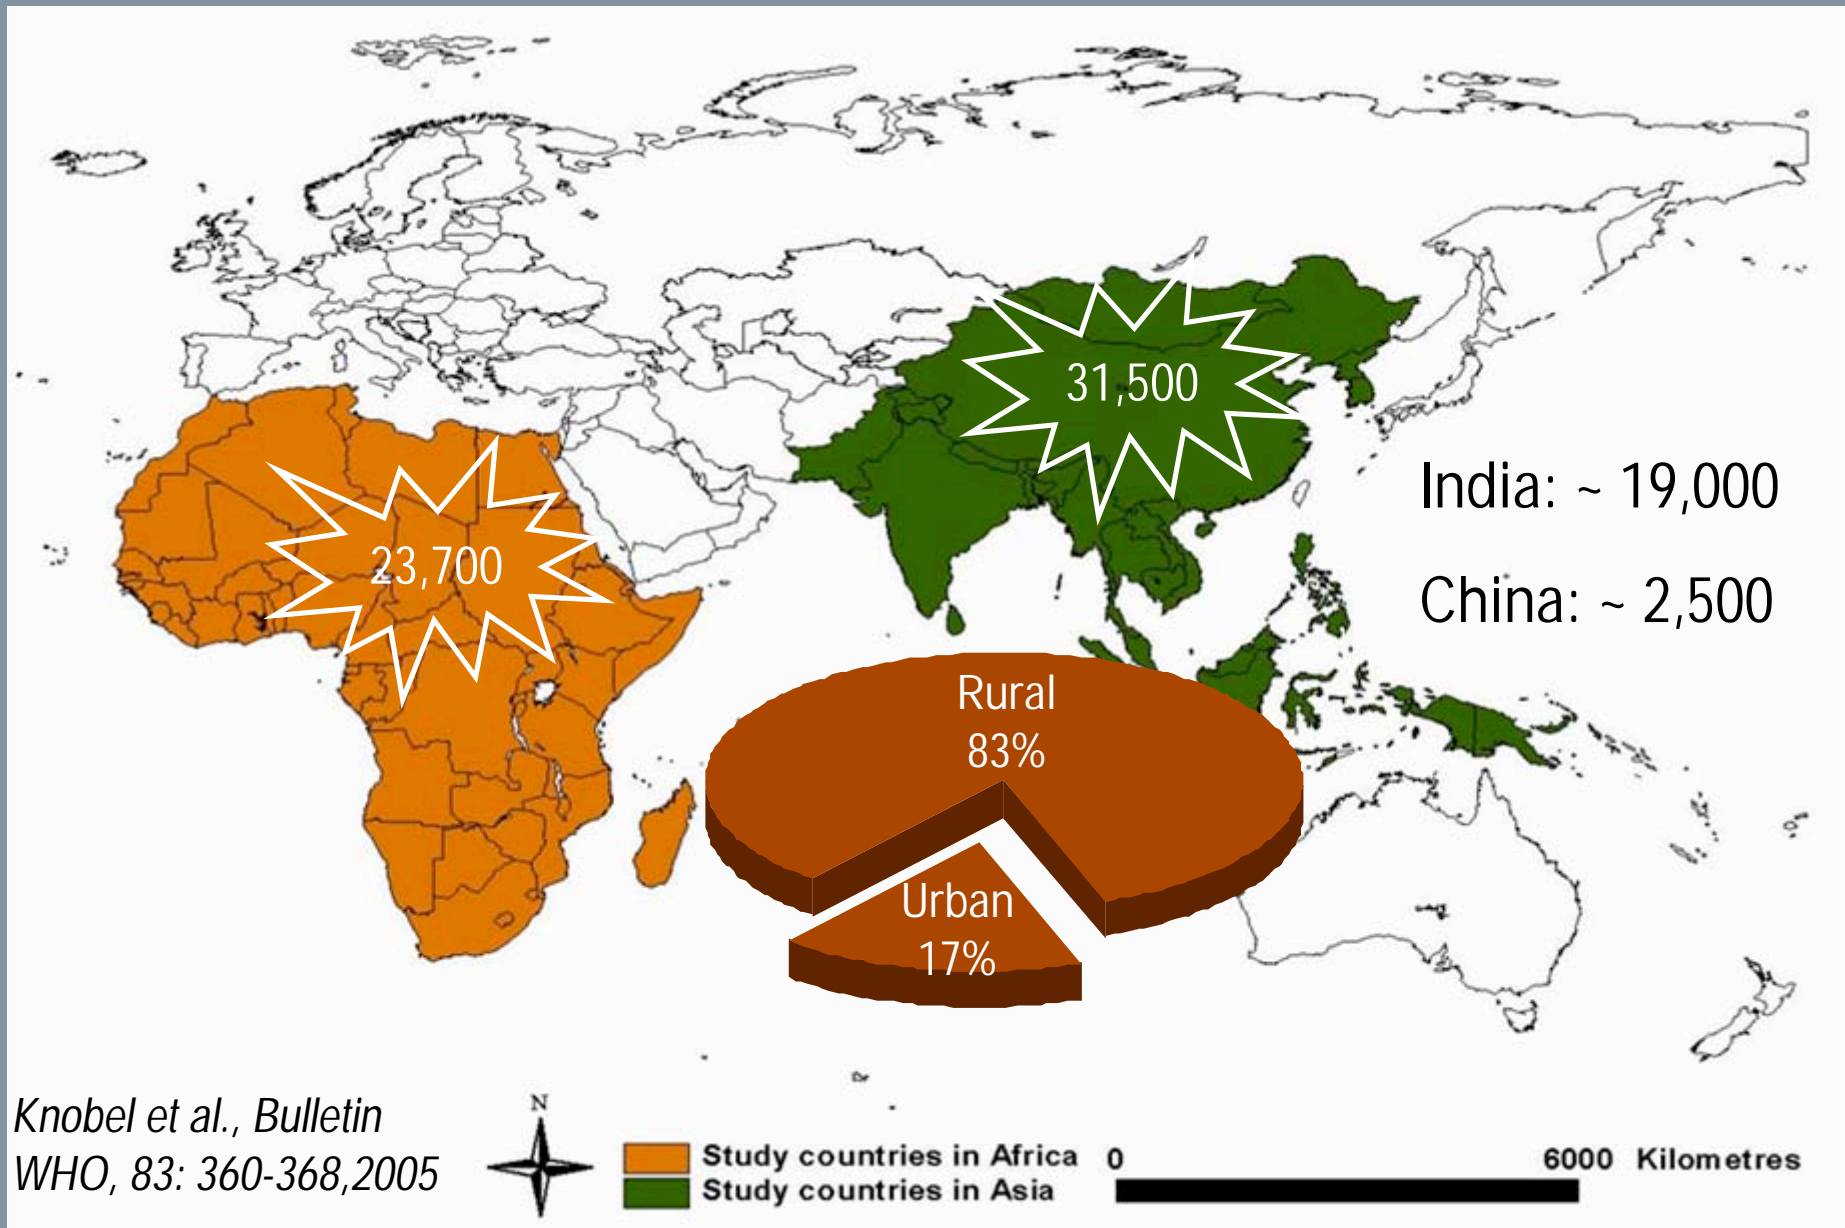 31,500
India: ~ 19,000
23,700
China: ~ 2,500
Rural
83%
Urban
17%
Knobel et al., Bulletin
WHO, 83: 360-368,2005
N
Study countries in Africa
Study countries in Asia
0 6000 Kilometres